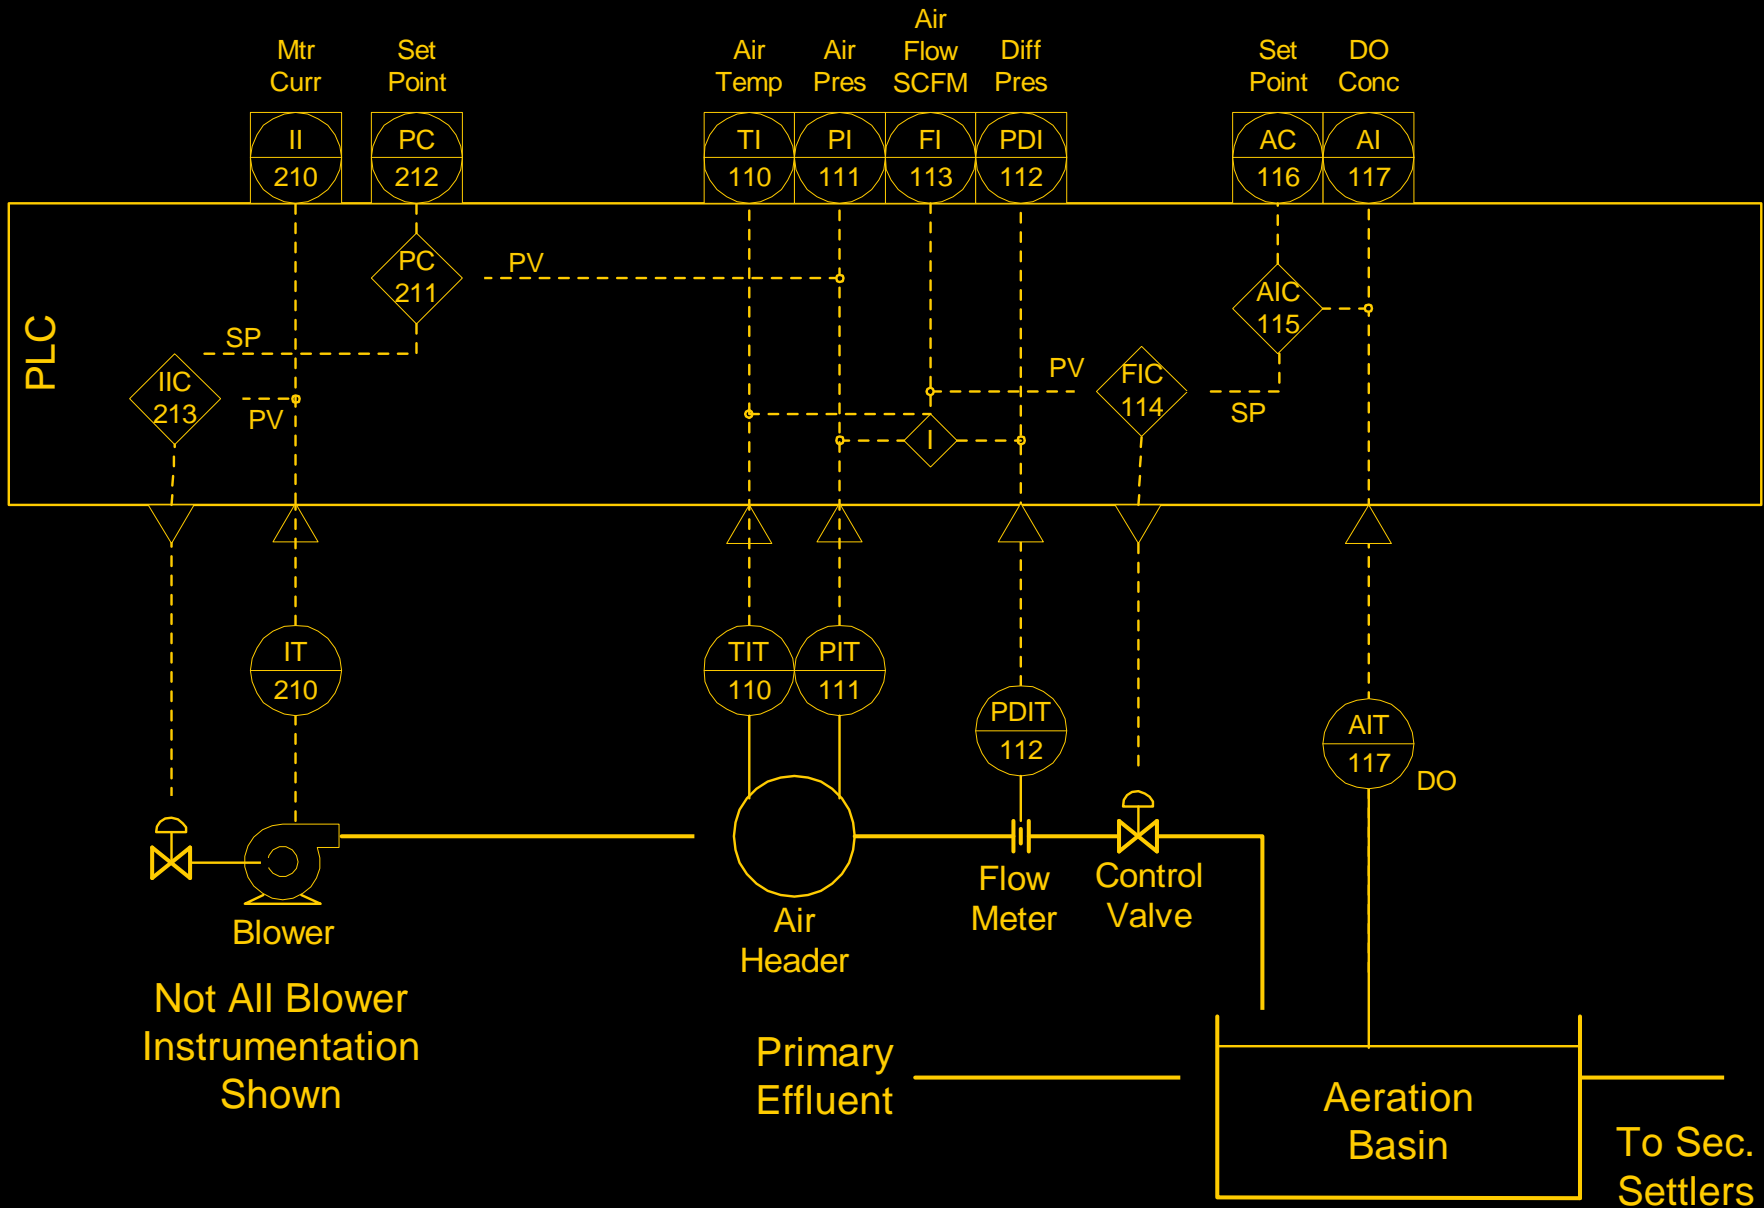 Mtr
Curr
Set
Point
Air
Temp
Air
Pres
Air
Flow
SCFM
Diff
Pres
Set
Point
DO
Conc
II
210
PC
212
TI
110
PI
111
FI
113
PDI
112
AC
116
AI
117
PLC
PC
211
PV
SP
IIC
213
PV
I
PV
FIC
114
SP
AIC
115
IT
210
TIT
110
PIT
111
PDIT
112
AIT
117
DO
Blower
Air
Header
Flow
Meter
Control
Valve
Not All Blower
Instrumentation
Shown
Primary
Effluent
Aeration
Basin
To Sec.
Settlers